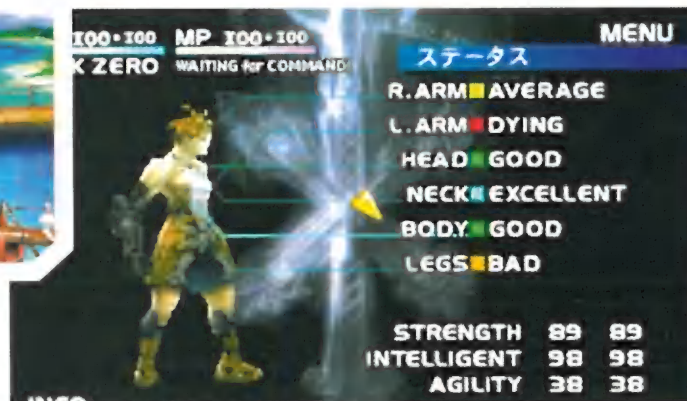 100·100 MP 100·100 MENU
K ZERO WAITING for COMMAND
ステータス
R.ARM AVERAGE
L.ARM DYING
HEAD GOOD
NECK EXCELLENT
BODY GOOD
LEGS BAD
STRENGTH 89 89
INTELLIGENT 98 98
AGILITY 38 38